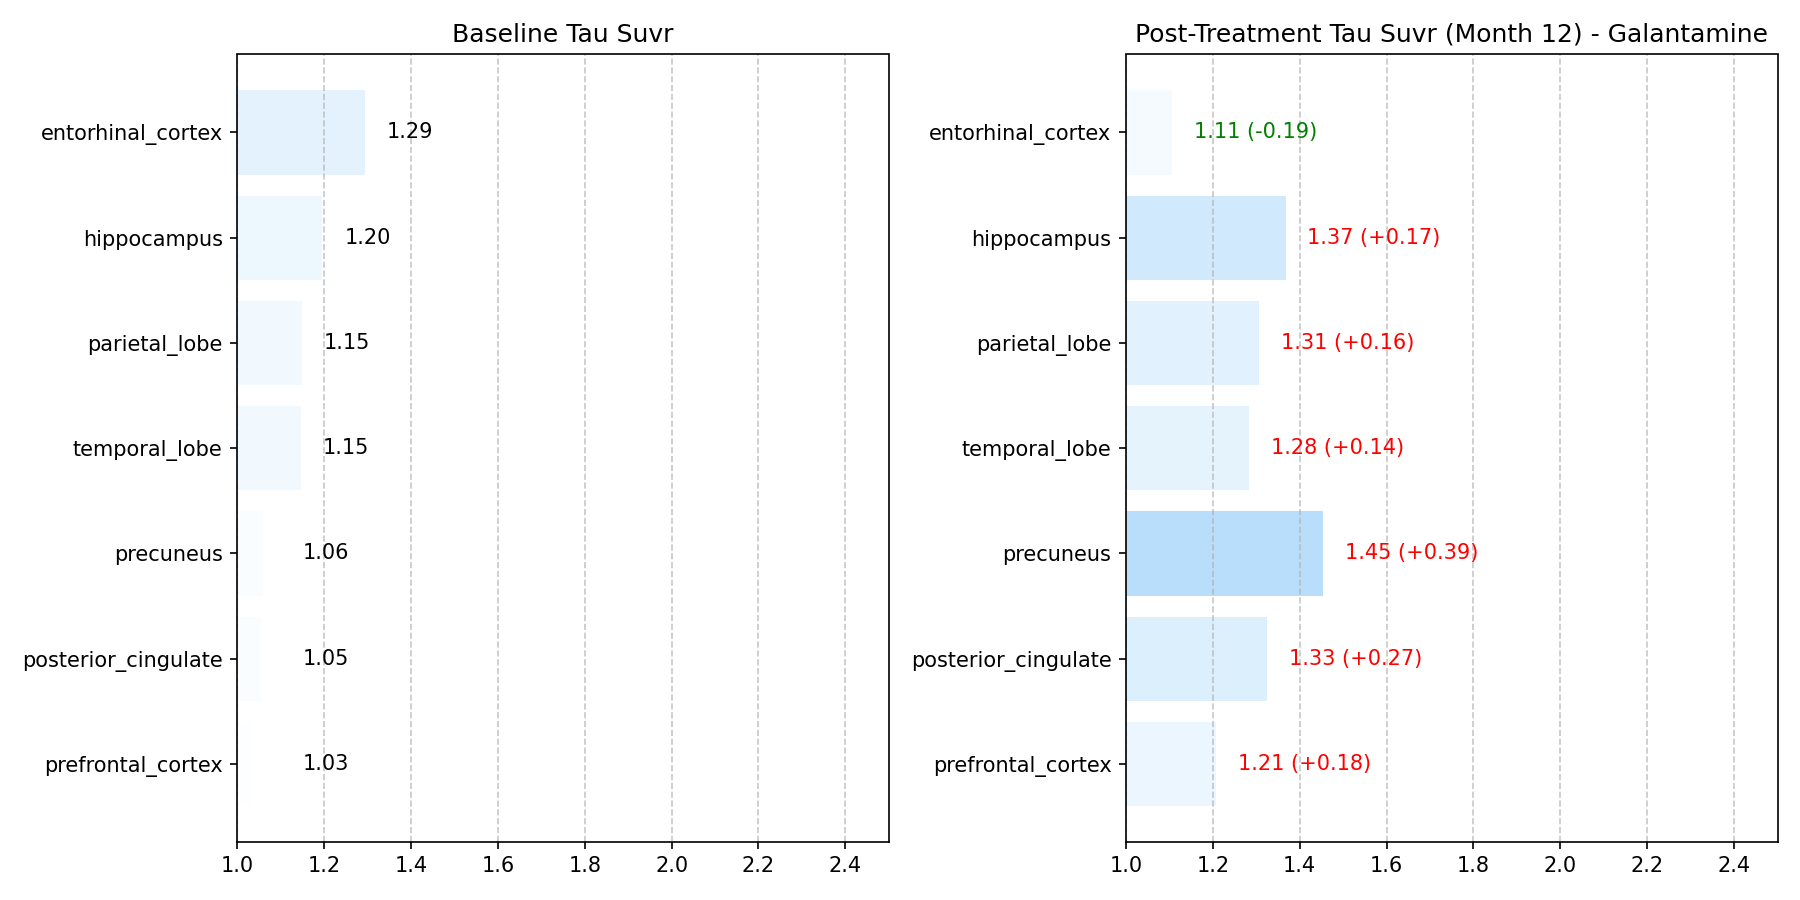 Baseline Tau Suvr
entorhinal_cortex
1.29
hippocampus
1.20
parietal_lobe
1.15
temporal_lobe
1.15
precuneus
1.06
posterior_cingulate
1.05
prefrontal_cortex
1.03
1.0 1.2 1.4 1.6 1.8 2.0 2.2 2.4
Post-Treatment Tau Suvr (Month 12) - Galantamine
entorhinal_cortex
1.11 (-0.19)
hippocampus
1.37 (+0.17)
parietal_lobe
1.31 (+0.16)
temporal_lobe
1.28 (+0.14)
precuneus
1.45 (+0.39)
posterior_cingulate
1.33 (+0.27)
prefrontal_cortex
1.21 (+0.18)
1.0 1.2 1.4 1.6 1.8 2.0 2.2 2.4